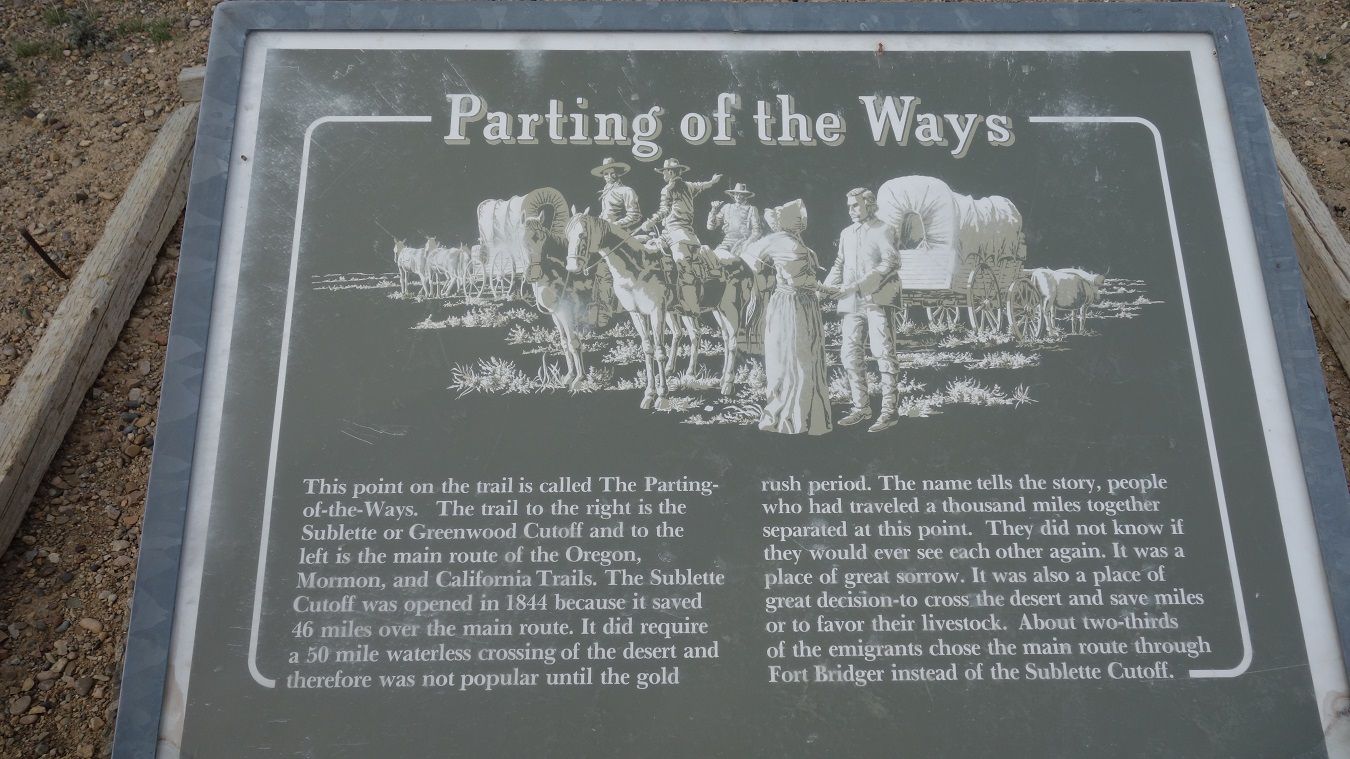 Parting of the Ways
This point on the trail is called The Parting-
of-the-Ways. The trail to the right is the
Sublette or Greenwood Cutoff and to the
left is the main route of the Oregon,
Mormon, and California Trails. The Sublette
Cutoff was opened in 1844 because it saved
46 miles over the main route. It did require
a 50 mile waterless crossing of the desert and
therefore was not popular until the gold
rush period. The name tells the story, people
who had traveled a thousand miles together
separated at this point. They did not know if
they would ever see each other again. It was a
place of great sorrow. It was also a place of
great decision-to cross the desert and save miles
or to favor their livestock. About two-thirds
of the emigrants chose the main route through
Fort Bridger instead of the Sublette Cutoff.